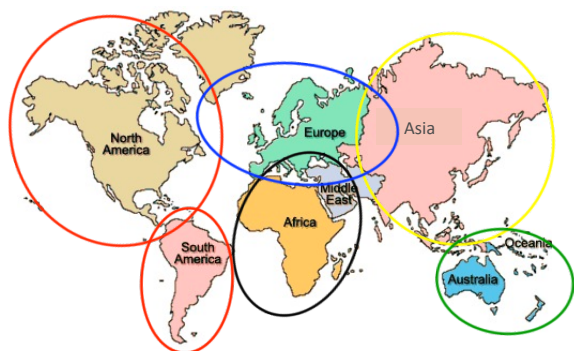 North
America
Europe
Asia
Middle
East
Africa
South
America
Oceania
Australia